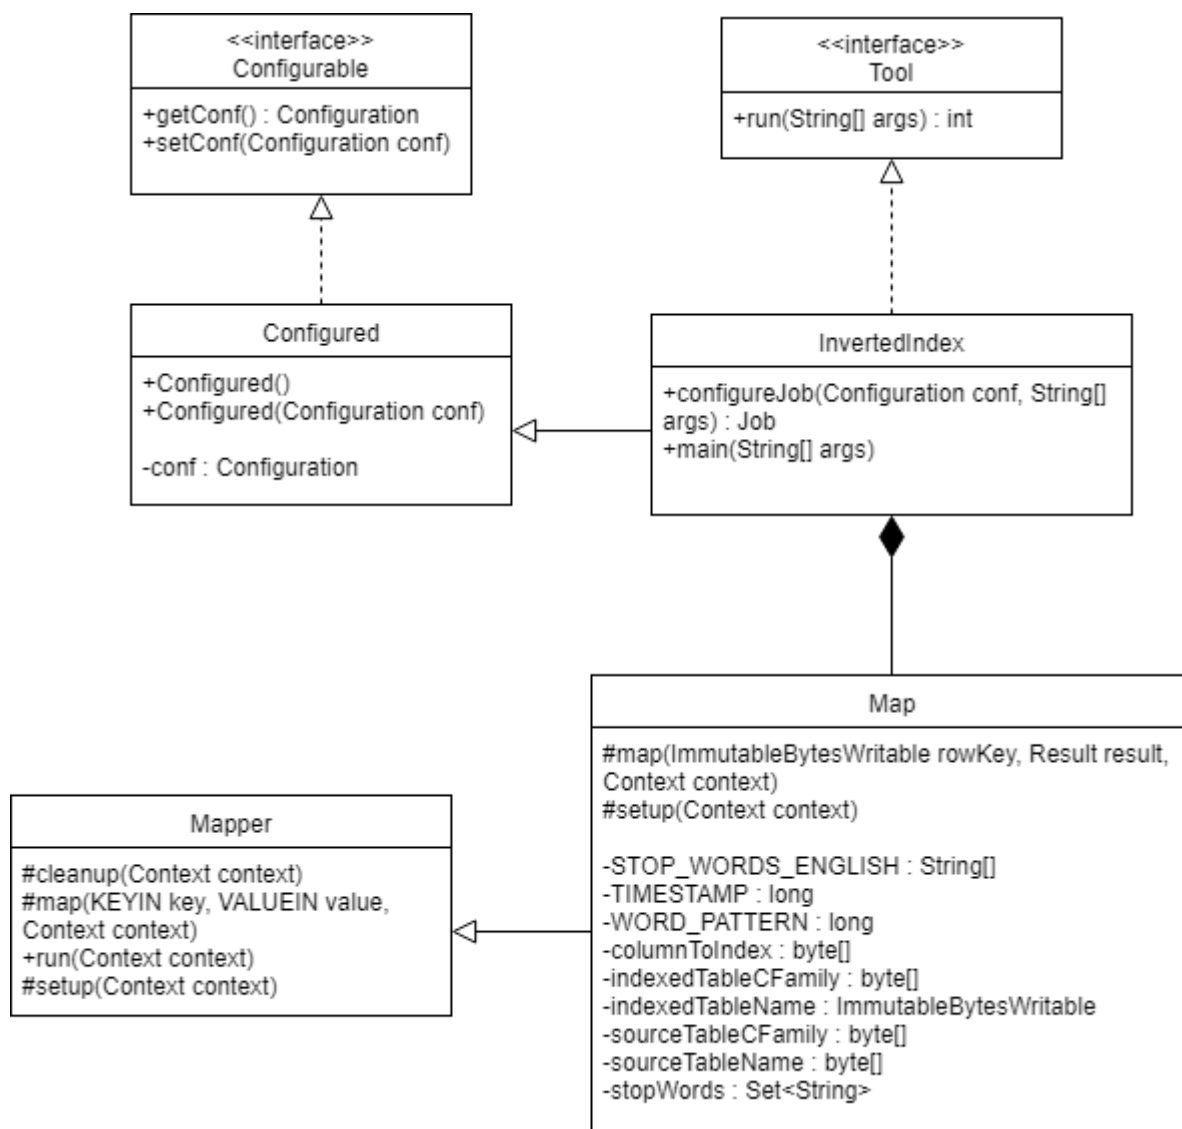 <<interface>>
Configurable
+getConf() : Configuration
+setConf(Configuration conf)
<<interface>>
Tool
+run(String[] args) : int
Configured
+Configured()
+Configured(Configuration conf)
-conf : Configuration
InvertedIndex
+configureJob(Configuration conf, String[]
args) : Job
+main(String[] args)
Map
#map(ImmutableBytesWritable rowKey, Result result,
Context context)
#setup(Context context)
-STOP_WORDS_ENGLISH : String[]
-TIMESTAMP : long
-WORD_PATTERN : long
-columnToIndex : byte[]
-indexedTableCFamily : byte[]
-indexedTableName : ImmutableBytesWritable
-sourceTableCFamily : byte[]
-sourceTableName : byte[]
-stopWords : Set<String>
Mapper
#cleanup(Context context)
#map(KEYIN key, VALUEIN value,
Context context)
+run(Context context)
#setup(Context context)